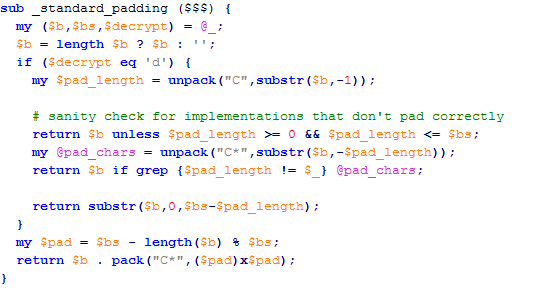 sub _standard_padding ($$$) {
  my ($b,$bs,$decrypt) = @_;
  $b = length $b ? $b : '';
  if ($decrypt eq 'd') {
    my $pad_length = unpack("C",substr($b,-1));

    # sanity check for implementations that don't pad correctly
    return $b unless $pad_length >= 0 && $pad_length <= $bs;
    my @pad_chars = unpack("C*",substr($b,-$pad_length));
    return $b if grep {$pad_length != $_} @pad_chars;

    return substr($b,0,$bs-$pad_length);
  }
  my $pad = $bs - length($b) % $bs;
  return $b . pack("C*",($pad)x$pad);
}